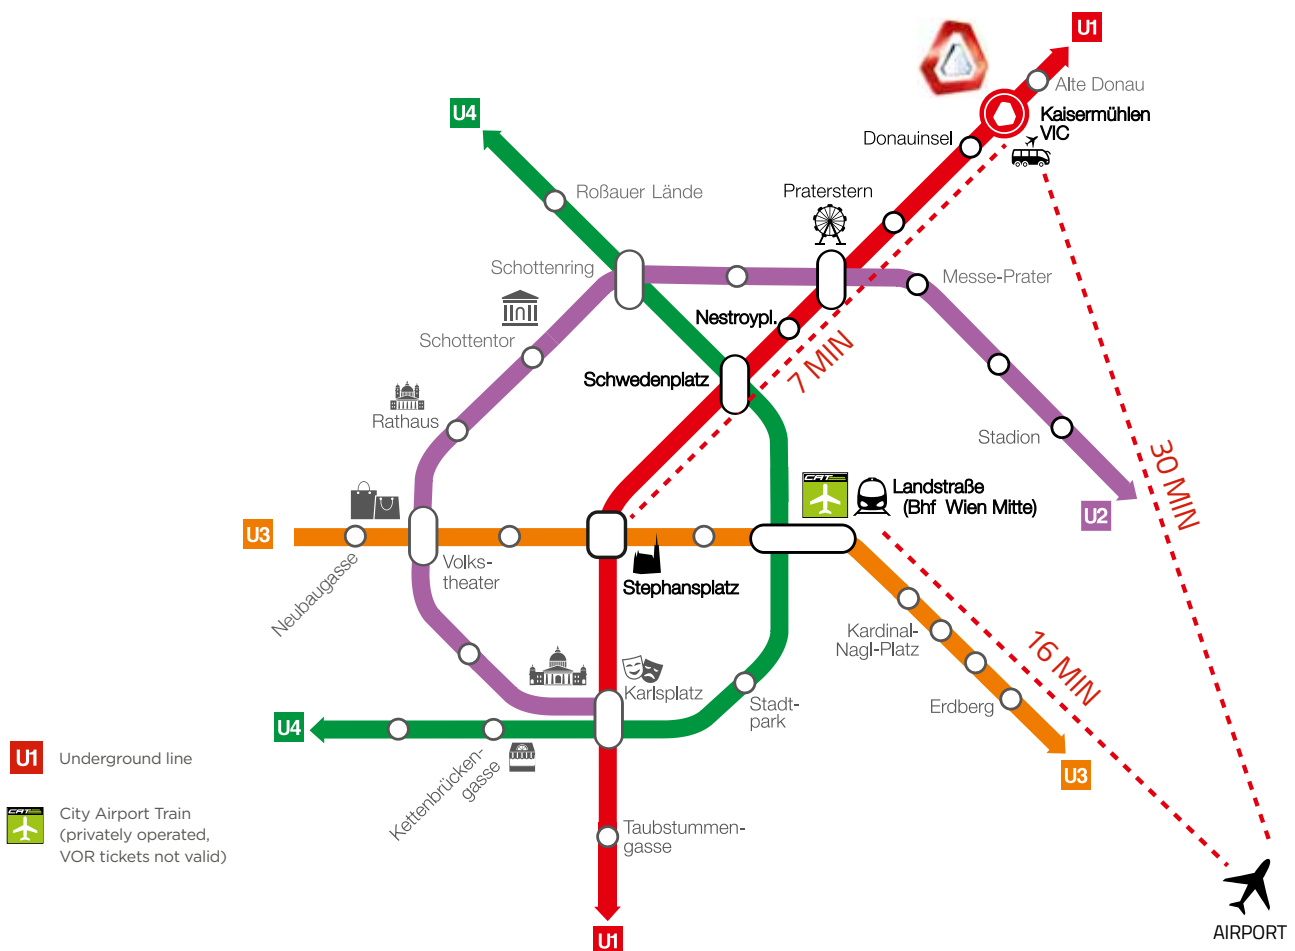 U1
Alte Donau
Kaisermühlen
VIC
U4
Donauinsel
Roßauer Lände
Praterstern
Schottenring
Messe-Prater
Nestroypl.
Schottentor
7 MIN
Schwedenplatz
Rathaus
Stadion
30 MIN
CAT
Landstraße
(Bhf Wien Mitte)
U2
U3
Volks-
theater
Neubaugasse
Stephansplatz
Kardinal-
Nagl-Platz
16 MIN
Karlsplatz
Stadt-
park
Erdberg
U4
U1
Underground line
Kettenbrücken-
gasse
U3
CAT
City Airport Train
(privately operated,
VOR tickets not valid)
Taubstummen-
gasse
U1
AIRPORT